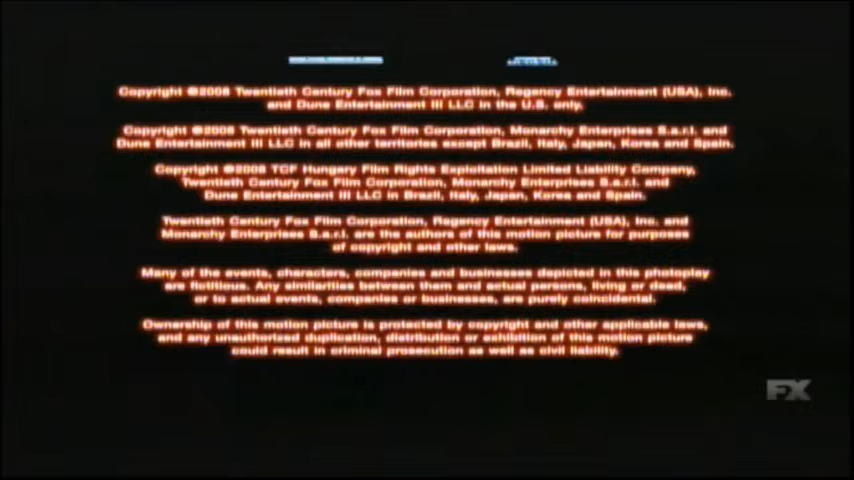 Copyright ©2008 Twentieth Century Fox Film Corporation, Regency Entertainment (USA), Inc.
and Dune Entertainment III LLC in the U.S. only.
Copyright ©2008 Twentieth Century Fox Film Corporation, Monarchy Enterprises S.a.r.l. and
Dune Entertainment III LLC in all other territories except Brazil, Italy, Japan, Korea and Spain.
Copyright ©2008 TCF Hungary Film Rights Exploitation Limited Liability Company,
Twentieth Century Fox Film Corporation, Monarchy Enterprises S.a.r.l. and
Dune Entertainment III LLC in Brazil, Italy, Japan, Korea and Spain.
Twentieth Century Fox Film Corporation, Regency Entertainment (USA), Inc. and
Monarchy Enterprises S.a.r.l. are the authors of this motion picture for purposes
of copyright and other laws.
Many of the events, characters, companies and businesses depicted in this photoplay
are fictitious. Any similarities between them and actual persons, living or dead,
or to actual events, companies or businesses, are purely coincidental.
Ownership of this motion picture is protected by copyright and other applicable laws,
and any unauthorized duplication, distribution or exhibition of this motion picture
could result in criminal prosecution as well as civil liability.
FX